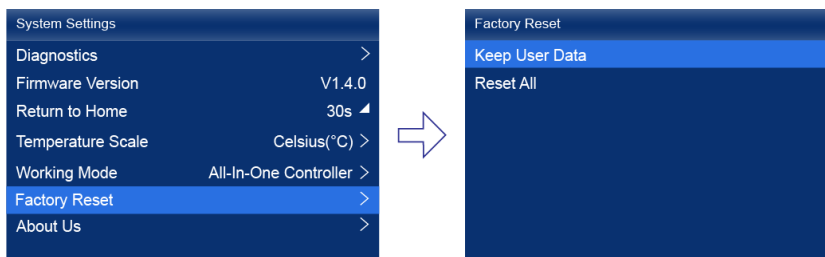 System Settings
Diagnostics >
Firmware Version V1.4.0
Return to Home 30s
Temperature Scale Celsius(°C) >
Working Mode All-In-One Controller >
Factory Reset >
About Us >
Factory Reset
Keep User Data
Reset All